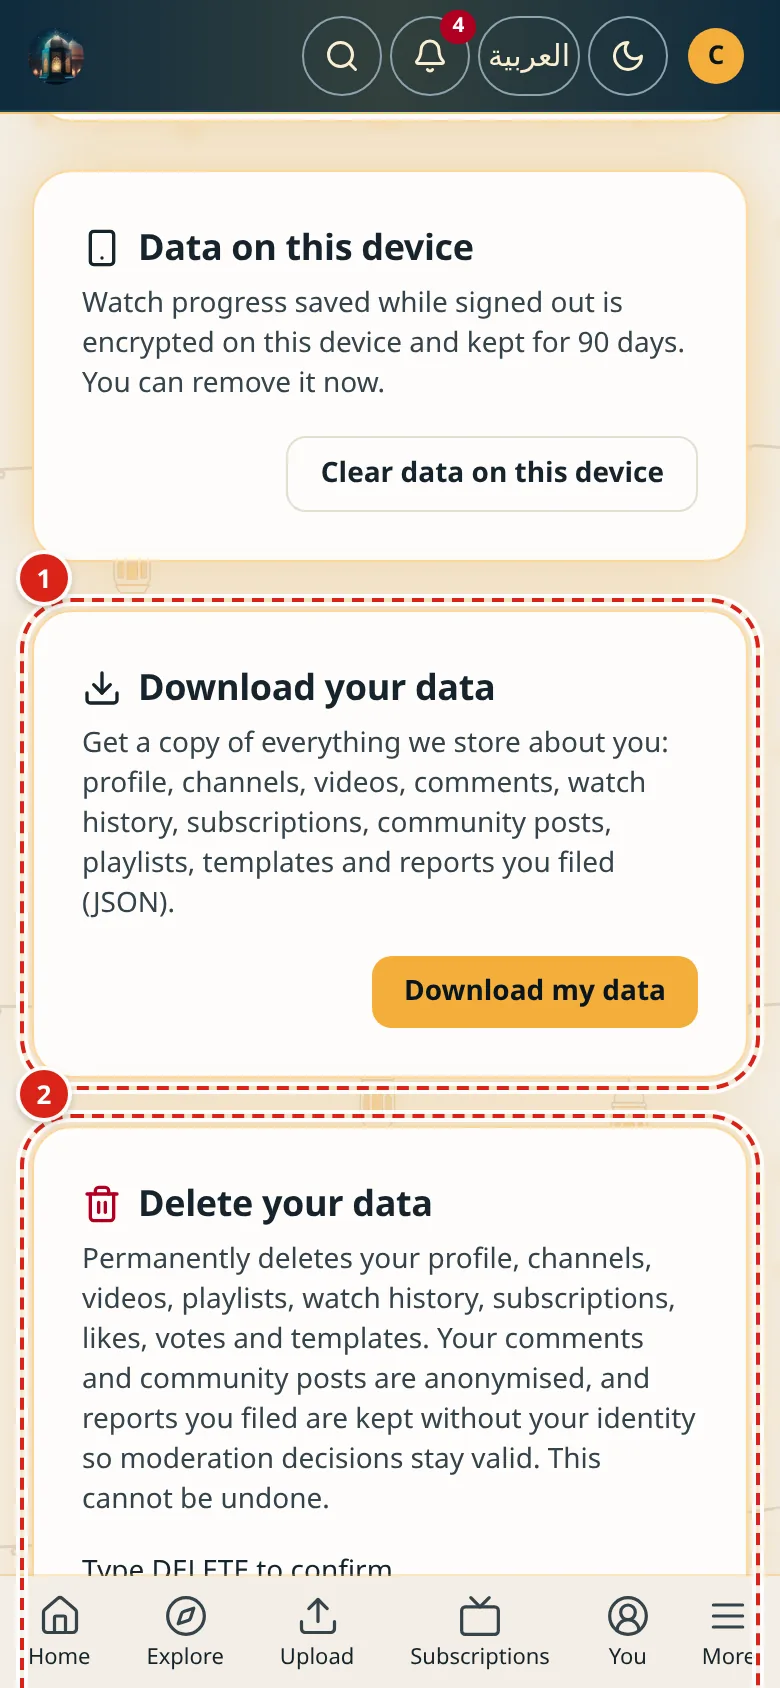 4
العربية
C
Data on this device
Watch progress saved while signed out is
encrypted on this device and kept for 90 days.
You can remove it now.
Clear data on this device
1
Download your data
Get a copy of everything we store about you:
profile, channels, videos, comments, watch
history, subscriptions, community posts,
playlists, templates and reports you filed
(JSON).
Download my data
2
Delete your data
Permanently deletes your profile, channels,
videos, playlists, watch history, subscriptions,
likes, votes and templates. Your comments
and community posts are anonymised, and
reports you filed are kept without your identity
so moderation decisions stay valid. This
cannot be undone.
Type DELETE to confirm
Home Explore Upload Subscriptions You More